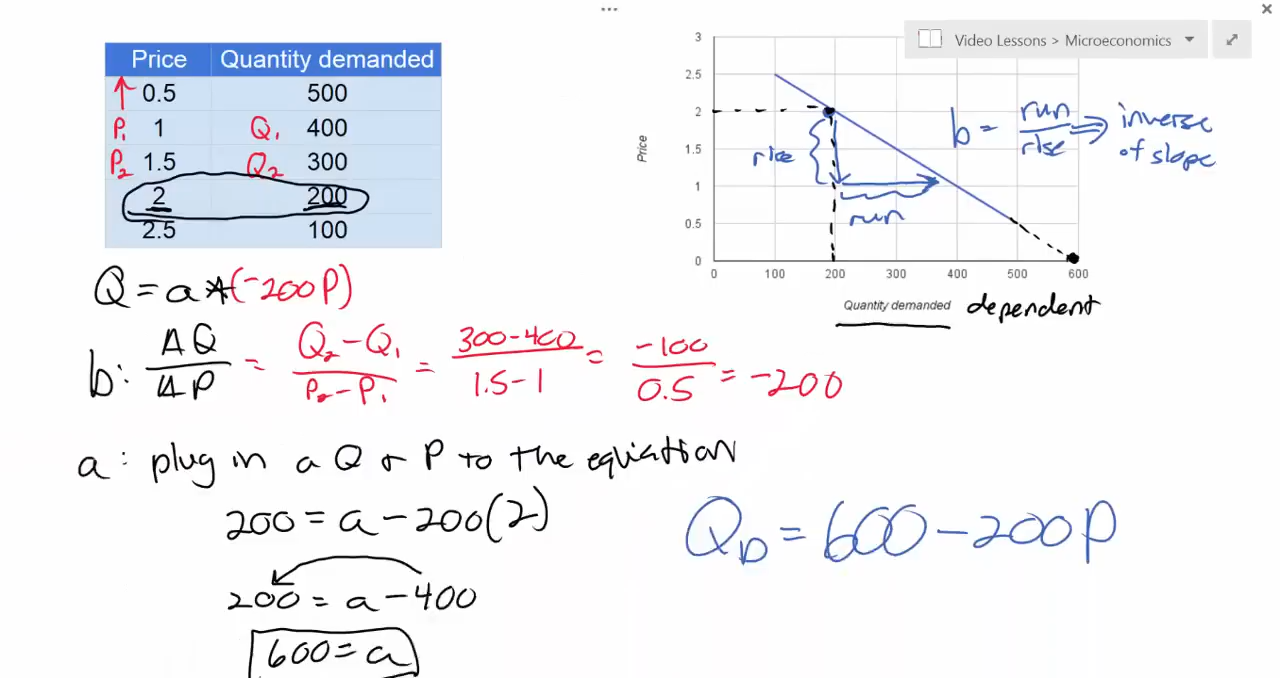 ...
Price Quantity demanded
0.5 500
P₁ 1 Q₁ 400
P₂ 1.5 Q₂ 300
2 200
2.5 100
Video Lessons > Microeconomics
3
2.5
2
1.5
1
0.5
0
Price
0 100 200 300 400 500 600
Quantity demanded dependent
rise
run
b = run/rise ⇒ inverse
of slope
Q = a + (-200P)
b: ΔQ/ΔP = Q₂-Q₁/P₂-P₁ = 300-400/1.5-1 = -100/0.5 = -200
a: plug in a Q & P to the equation
200 = a - 200(2)
200 = a - 400
600 = a
Q_D = 600 - 200P